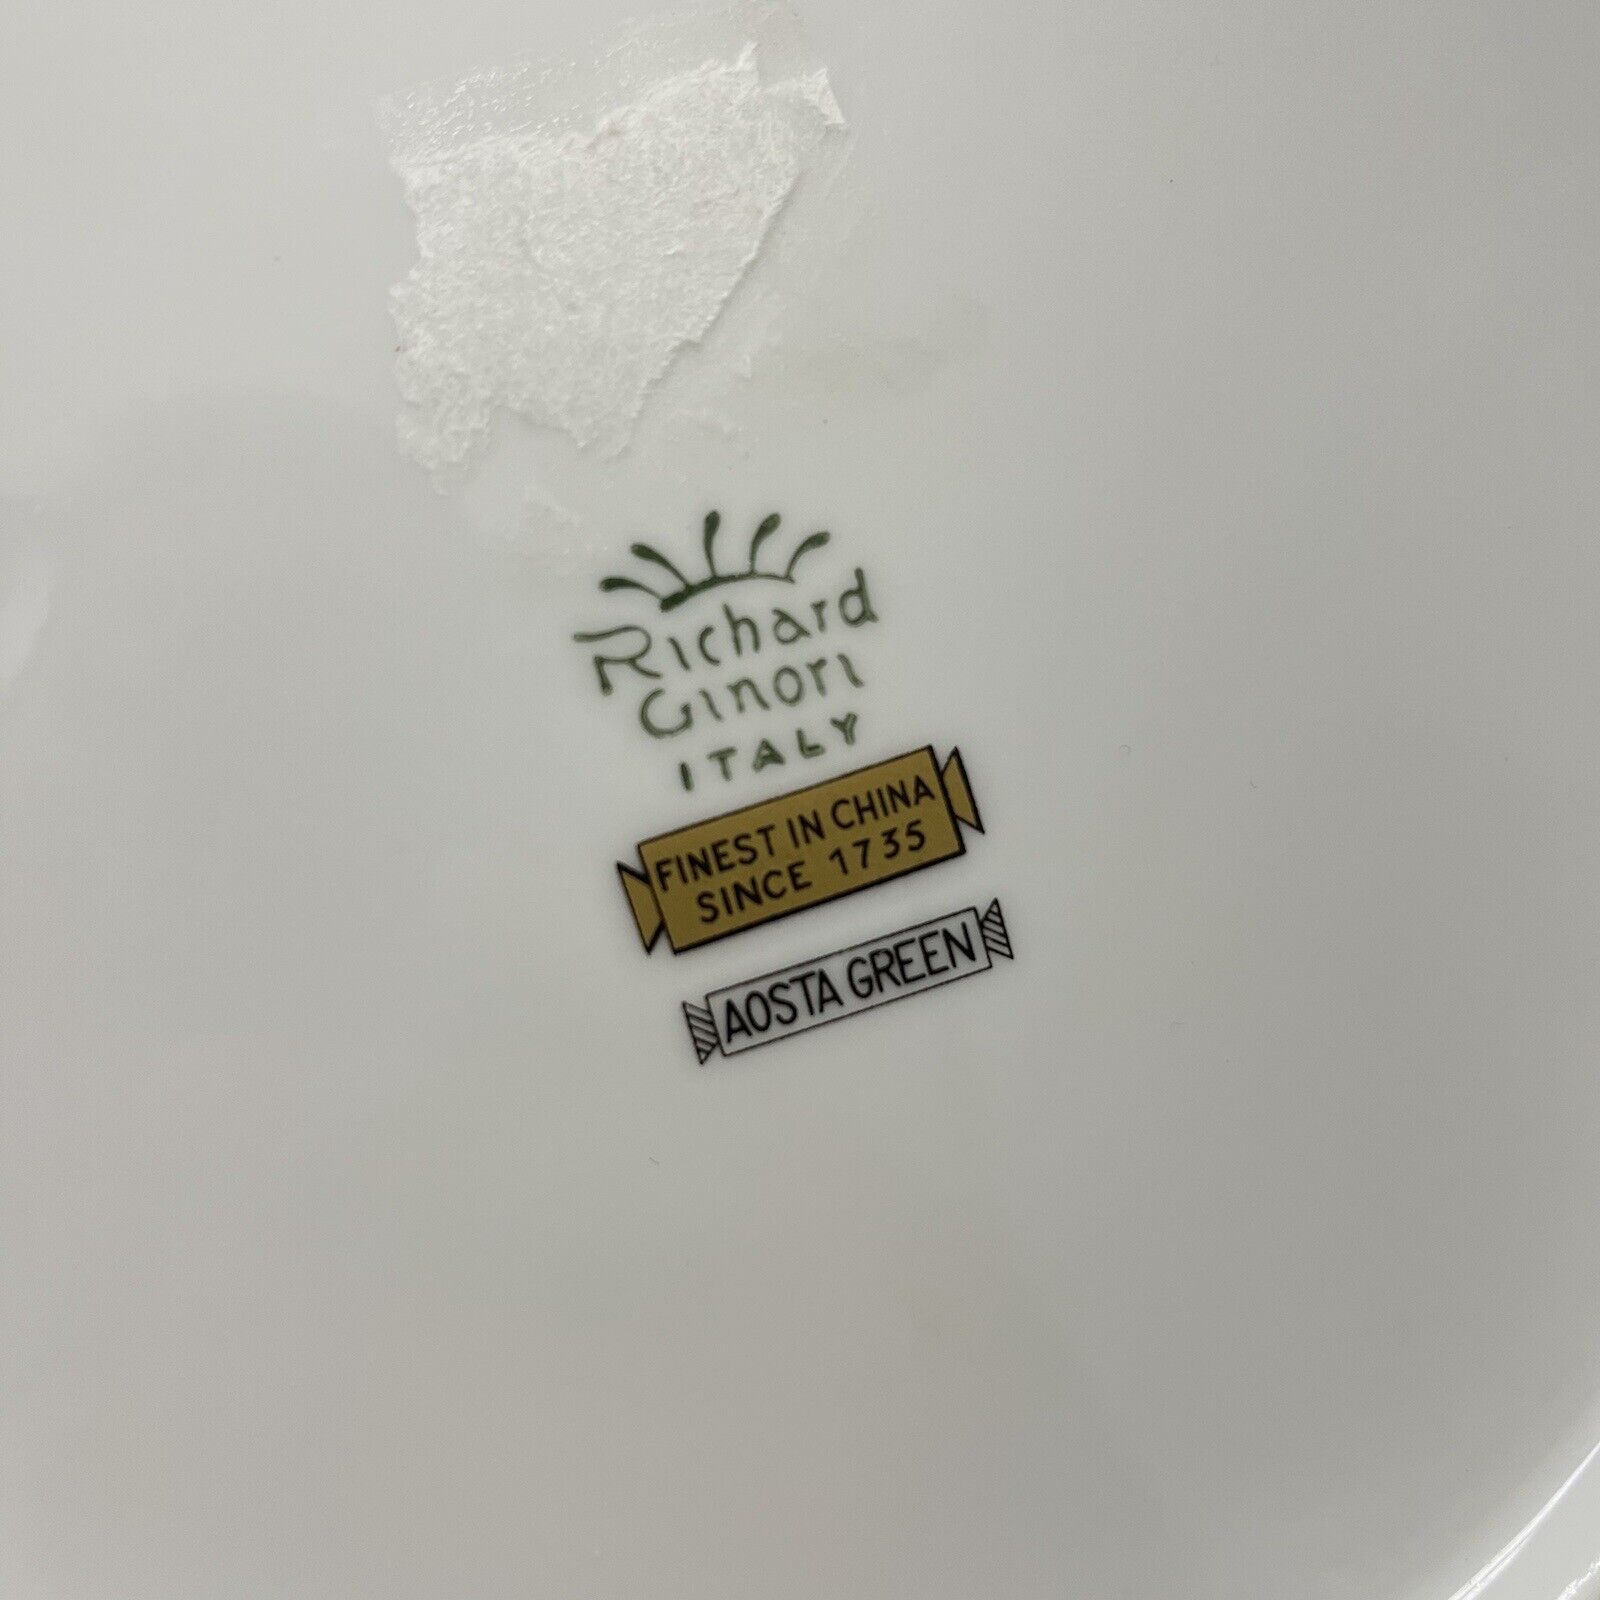 Richard
Ginori
ITALY
FINEST IN CHINA
SINCE 1735
AOSTA GREEN